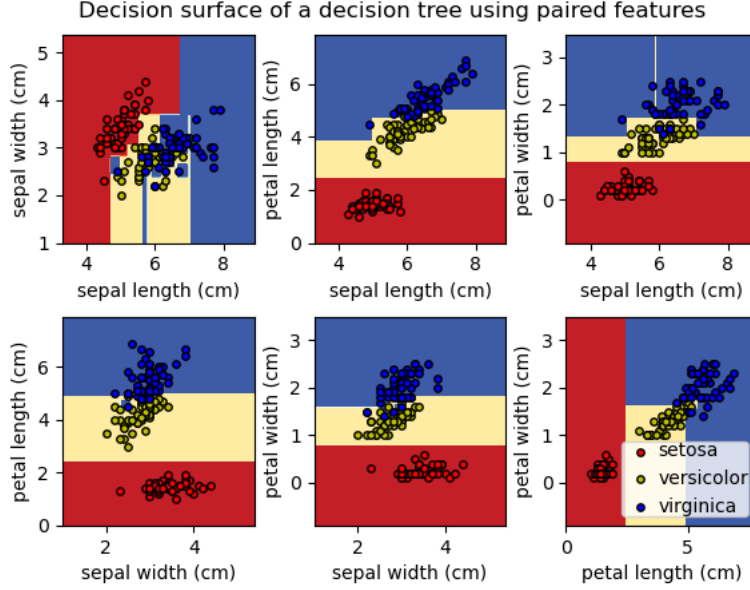 Decision surface of a decision tree using paired features
sepal width (cm)
5
4
3
2
1
4 6 8
sepal length (cm)
petal length (cm)
6
4
2
0
4 6 8
sepal length (cm)
petal width (cm)
3
2
1
0
4 6 8
sepal length (cm)
petal length (cm)
6
4
2
0
2 4
sepal width (cm)
petal width (cm)
3
2
1
0
2 4
sepal width (cm)
petal width (cm)
3
2
1
0
0 5
petal length (cm)
setosa
versicolor
virginica